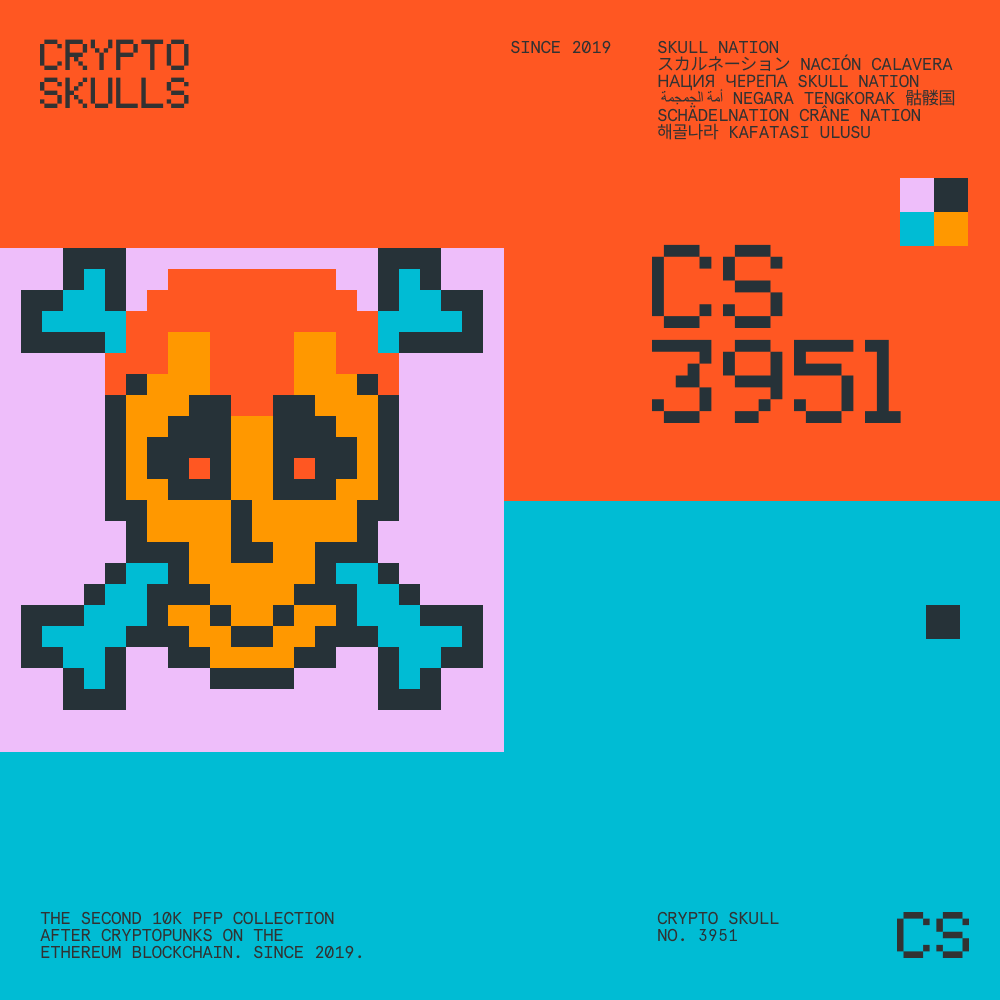 CRYPTO
SKULLS
SINCE 2019
SKULL NATION
スカルネーション NACIÓN CALAVERA
НАЦИЯ ЧЕРЕПА SKULL NATION
أمة الجمجمة NEGARA TENGKORAK 骷髅国
SCHÄDELNATION CRÂNE NATION
해골나라 KAFATASI ULUSU
CS
3951
THE SECOND 10K PFP COLLECTION
AFTER CRYPTOPUNKS ON THE
ETHEREUM BLOCKCHAIN. SINCE 2019.
CRYPTO SKULL
NO. 3951
CS